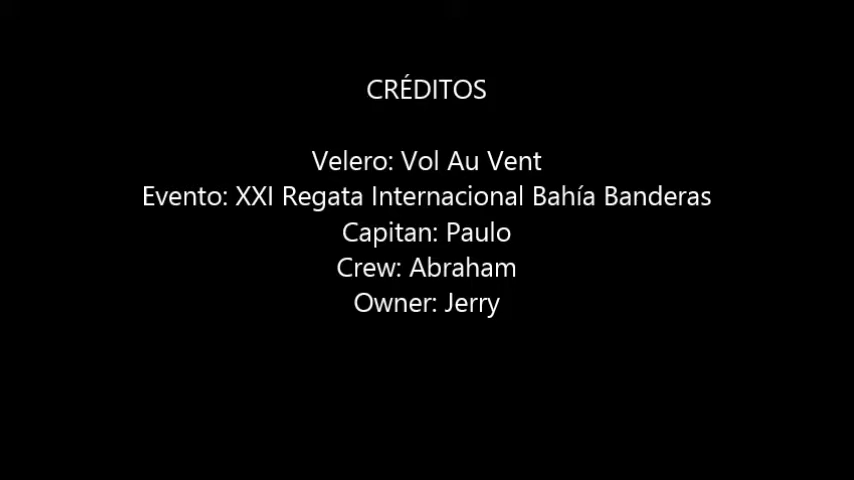 CRÉDITOS
Velero: Vol Au Vent
Evento: XXI Regata Internacional Bahía Banderas
Capitan: Paulo
Crew: Abraham
Owner: Jerry